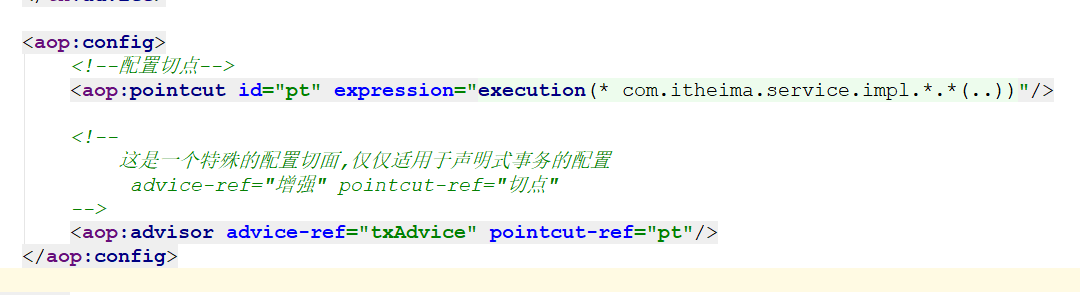 <aop:config>
<!--配置切点-->
<aop:pointcut id="pt" expression="execution(* com.itheima.service.impl.*.*(..))"/>
<!--
这是一个特殊的配置切面,仅仅适用于声明式事务的配置
advice-ref="增强" pointcut-ref="切点"
-->
<aop:advisor advice-ref="txAdvice" pointcut-ref="pt"/>
</aop:config>